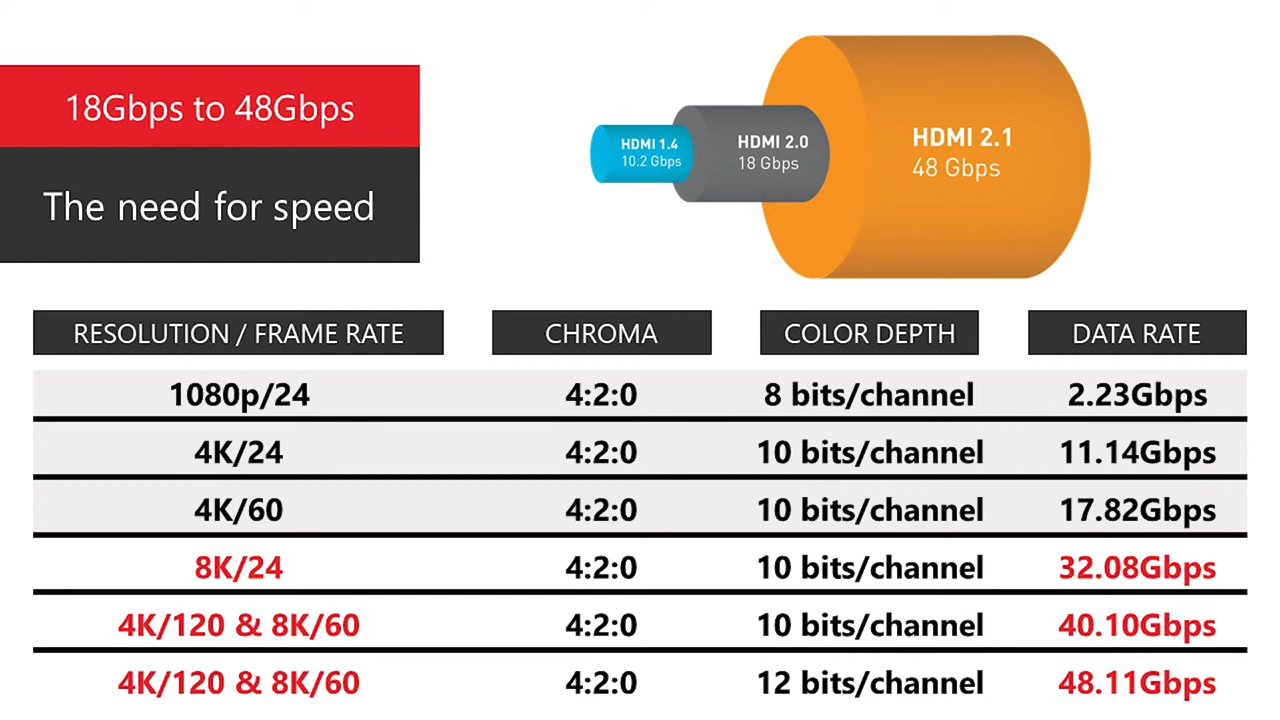 18Gbps to 48Gbps
The need for speed
HDMI 1.4
10.2 Gbps
HDMI 2.0
18 Gbps
HDMI 2.1
48 Gbps
RESOLUTION / FRAME RATE CHROMA COLOR DEPTH DATA RATE
1080p/24 4:2:0 8 bits/channel 2.23Gbps
4K/24 4:2:0 10 bits/channel 11.14Gbps
4K/60 4:2:0 10 bits/channel 17.82Gbps
8K/24 4:2:0 10 bits/channel 32.08Gbps
4K/120 & 8K/60 4:2:0 10 bits/channel 40.10Gbps
4K/120 & 8K/60 4:2:0 12 bits/channel 48.11Gbps